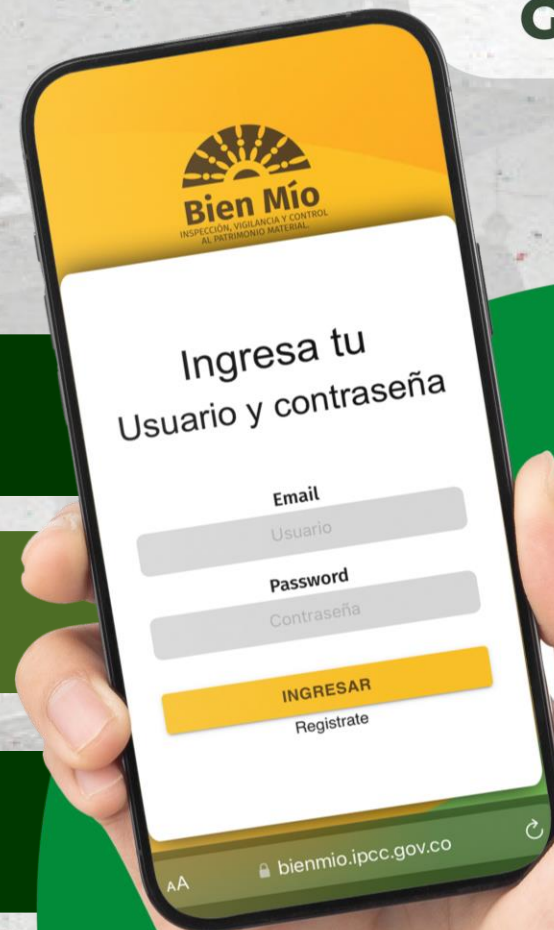 G
Bien Mío
INSPECCIÓN, VIGILANCIA Y CONTROL
AL PATRIMONIO MATERIAL.
Ingresa tu
Usuario y contraseña
Email
Usuario
Password
Contraseña
INGRESAR
Registrate
AA
bienmio.ipcc.gov.co